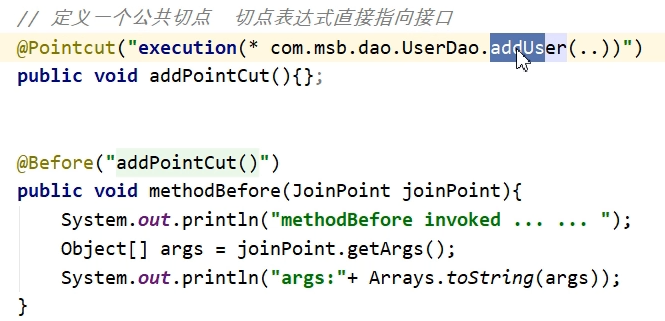 // 定义一个公共切点  切点表达式直接指向接口
@Pointcut("execution(* com.msb.dao.UserDao.addUser(..))")
public void addPointCut(){};
@Before("addPointCut()")
public void methodBefore(JoinPoint joinPoint){
    System.out.println("methodBefore invoked ... ... ");
    Object[] args = joinPoint.getArgs();
    System.out.println("args:"+ Arrays.toString(args));
}